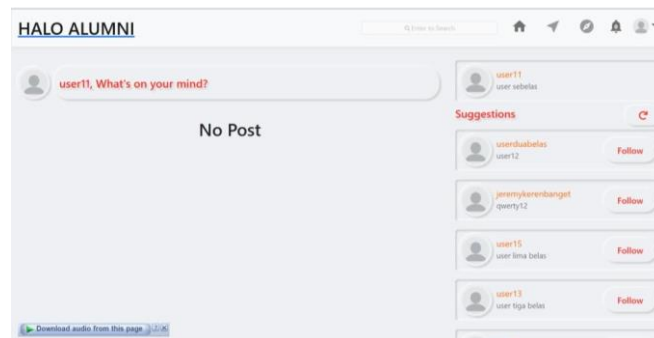 HALO ALUMNI
Enter to Search
user11, What's on your mind?
No Post
user11
user sebelas
Suggestions
userduabelas
user12
Follow
jeremykerenbanget
qwerty12
Follow
user15
user lima belas
Follow
user13
user tiga belas
Follow
Download audio from this page